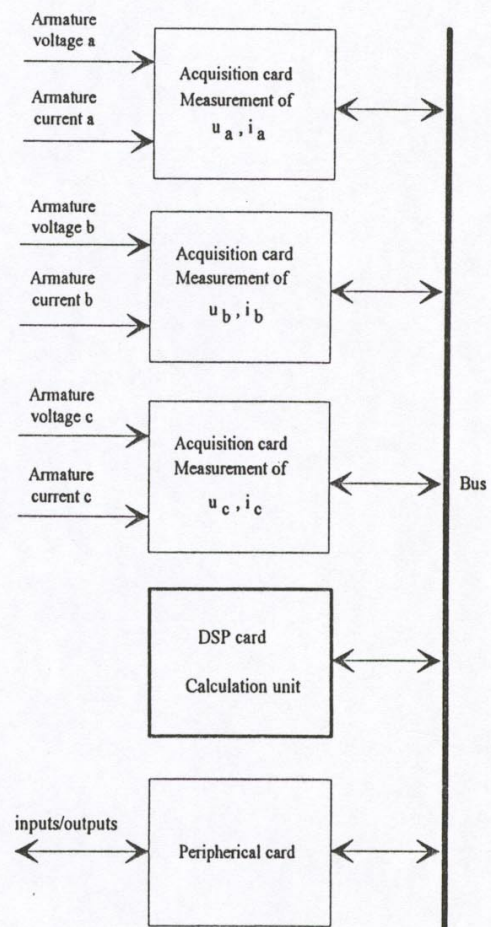 Armature
voltage a
Armature
current a
Acquisition card
Measurement of
u a , i a
Armature
voltage b
Armature
current b
Acquisition card
Measurement of
u b , i b
Armature
voltage c
Armature
current c
Acquisition card
Measurement of
u c , i c
Bus
DSP card
Calculation unit
inputs/outputs
Peripherical card